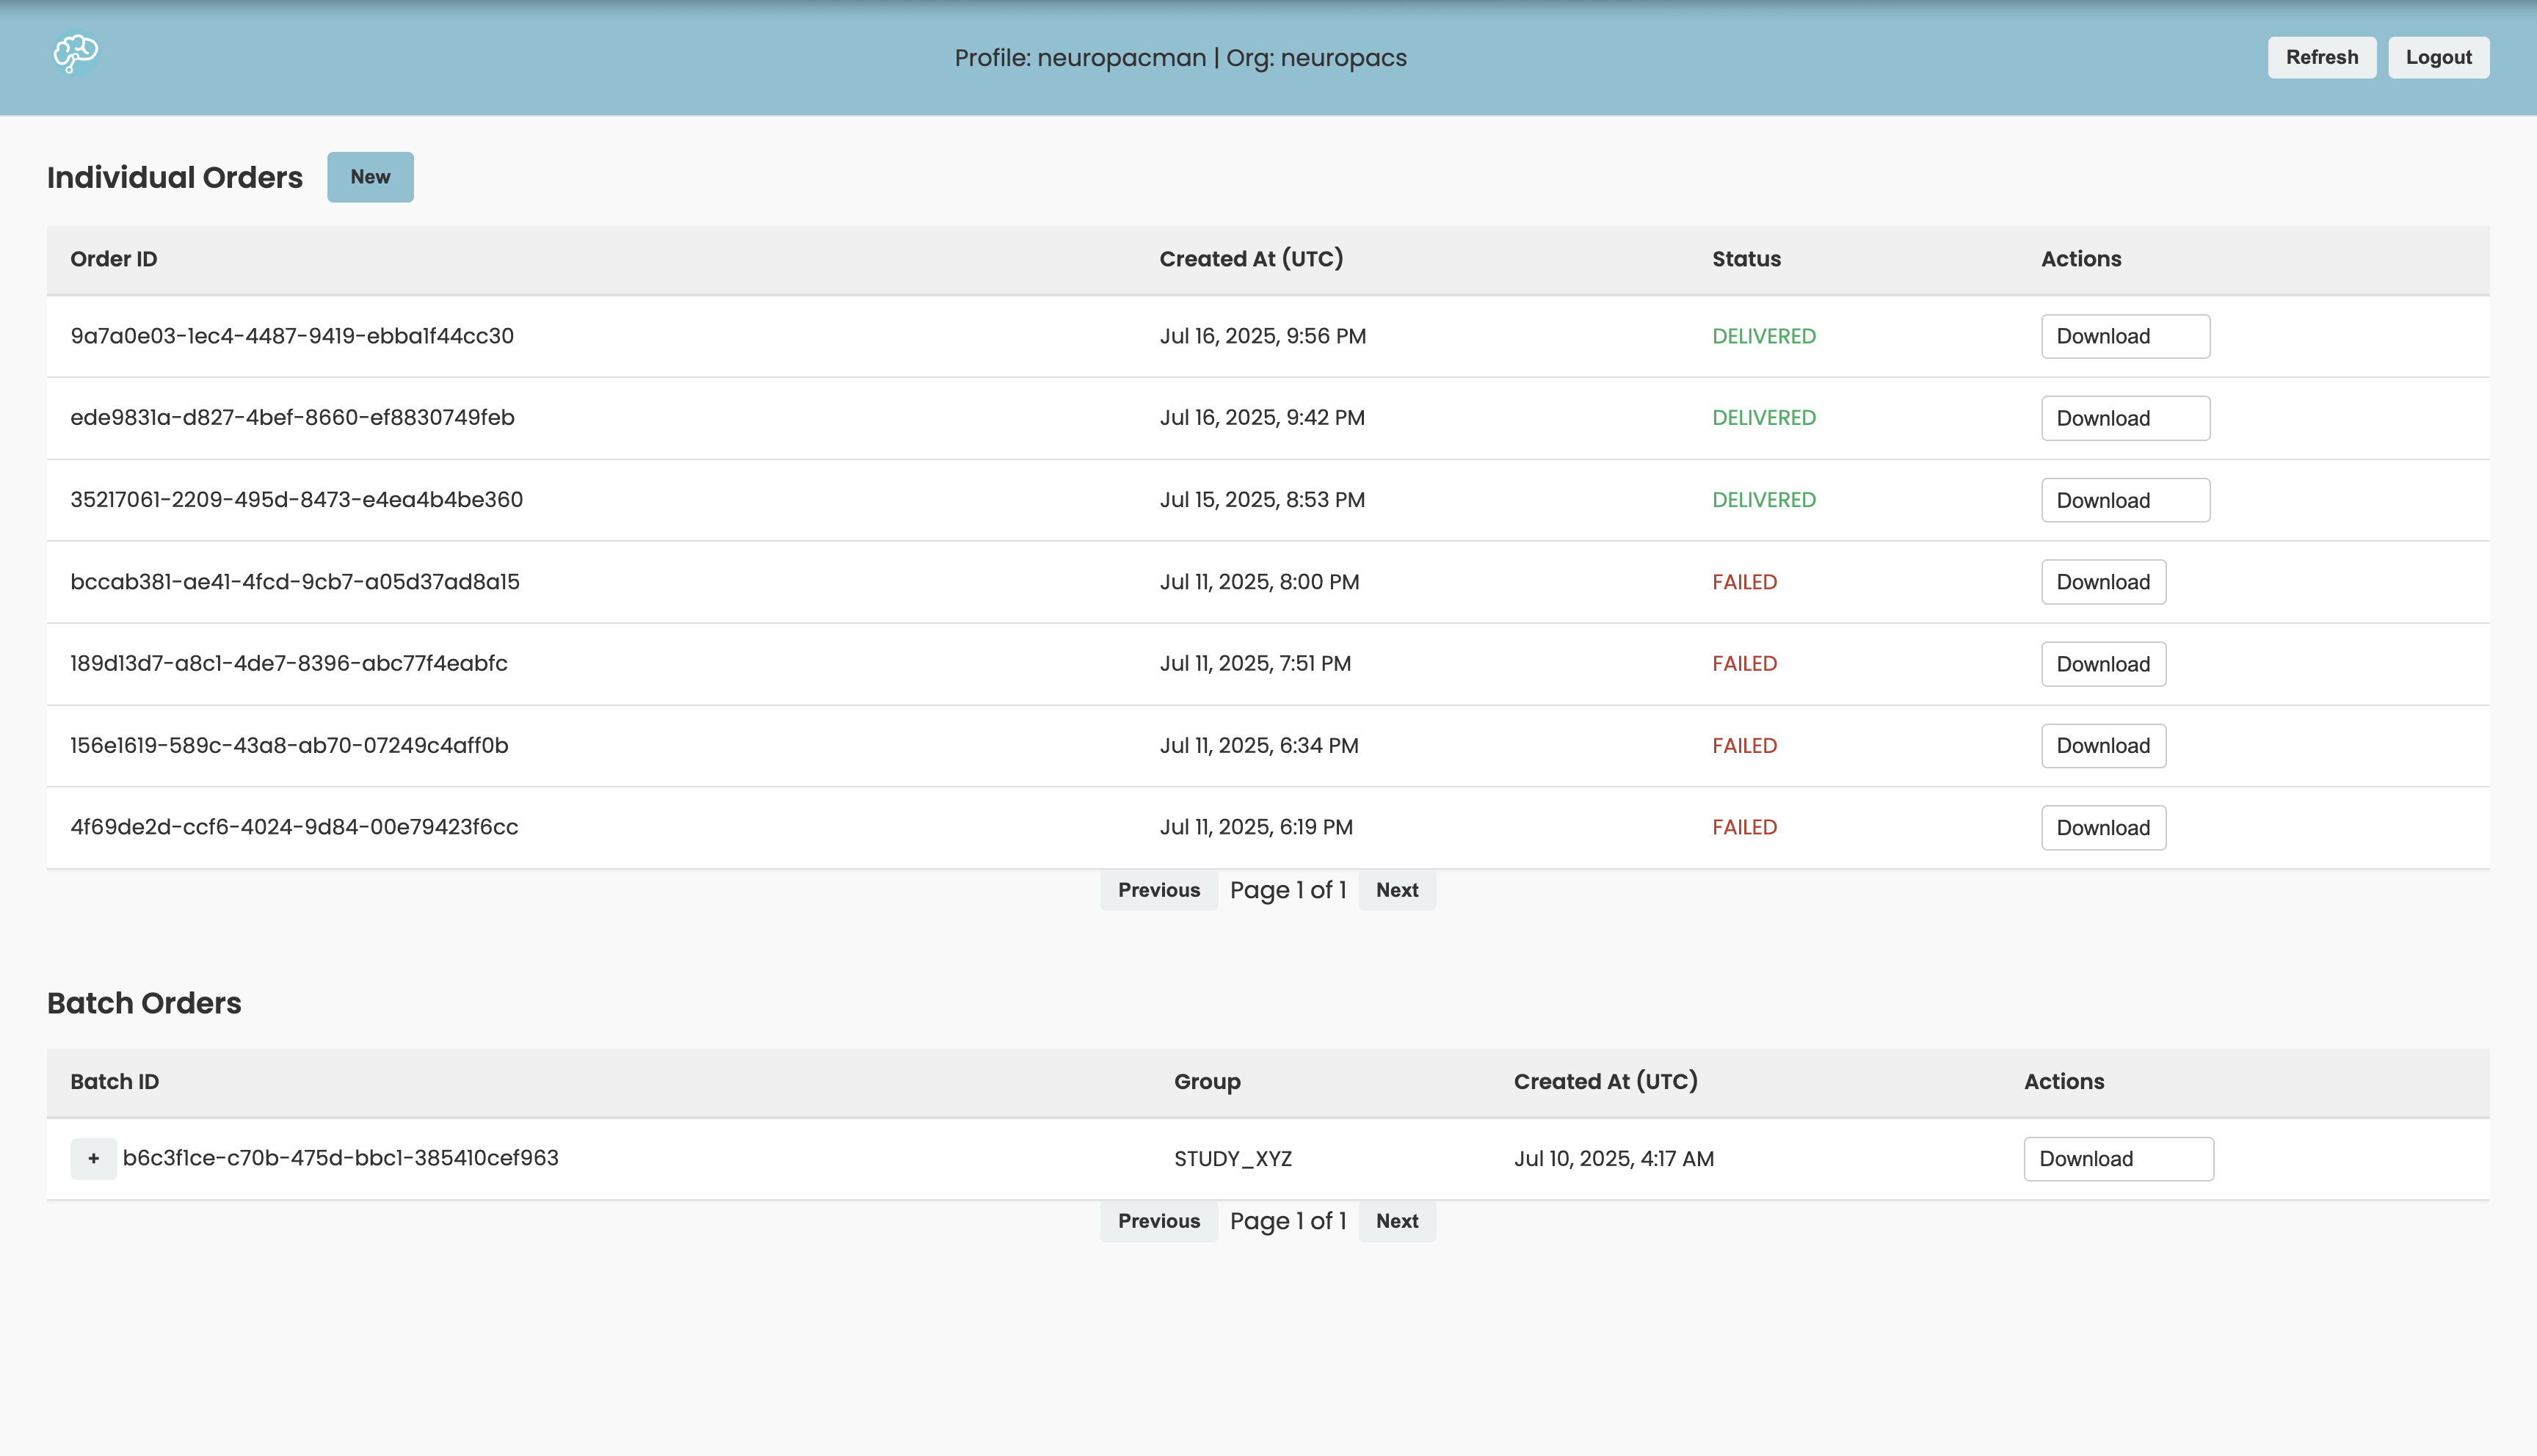 Profile: neuropacman | Org: neuropacs
Refresh Logout
Individual Orders New
Order ID Created At (UTC) Status Actions
9a7a0e03-1ec4-4487-9419-ebba1f44cc30 Jul 16, 2025, 9:56 PM DELIVERED Download
ede9831a-d827-4bef-8660-ef8830749feb Jul 16, 2025, 9:42 PM DELIVERED Download
35217061-2209-495d-8473-e4ea4b4be360 Jul 15, 2025, 8:53 PM DELIVERED Download
bccab381-ae41-4fcd-9cb7-a05d37ad8a15 Jul 11, 2025, 8:00 PM FAILED Download
189d13d7-a8c1-4de7-8396-abc77f4eabfc Jul 11, 2025, 7:51 PM FAILED Download
156e1619-589c-43a8-ab70-07249c4aff0b Jul 11, 2025, 6:34 PM FAILED Download
4f69de2d-ccf6-4024-9d84-00e79423f6cc Jul 11, 2025, 6:19 PM FAILED Download
Previous Page 1 of 1 Next
Batch Orders
Batch ID Group Created At (UTC) Actions
+ b6c3f1ce-c70b-475d-bbc1-385410cef963 STUDY_XYZ Jul 10, 2025, 4:17 AM Download
Previous Page 1 of 1 Next